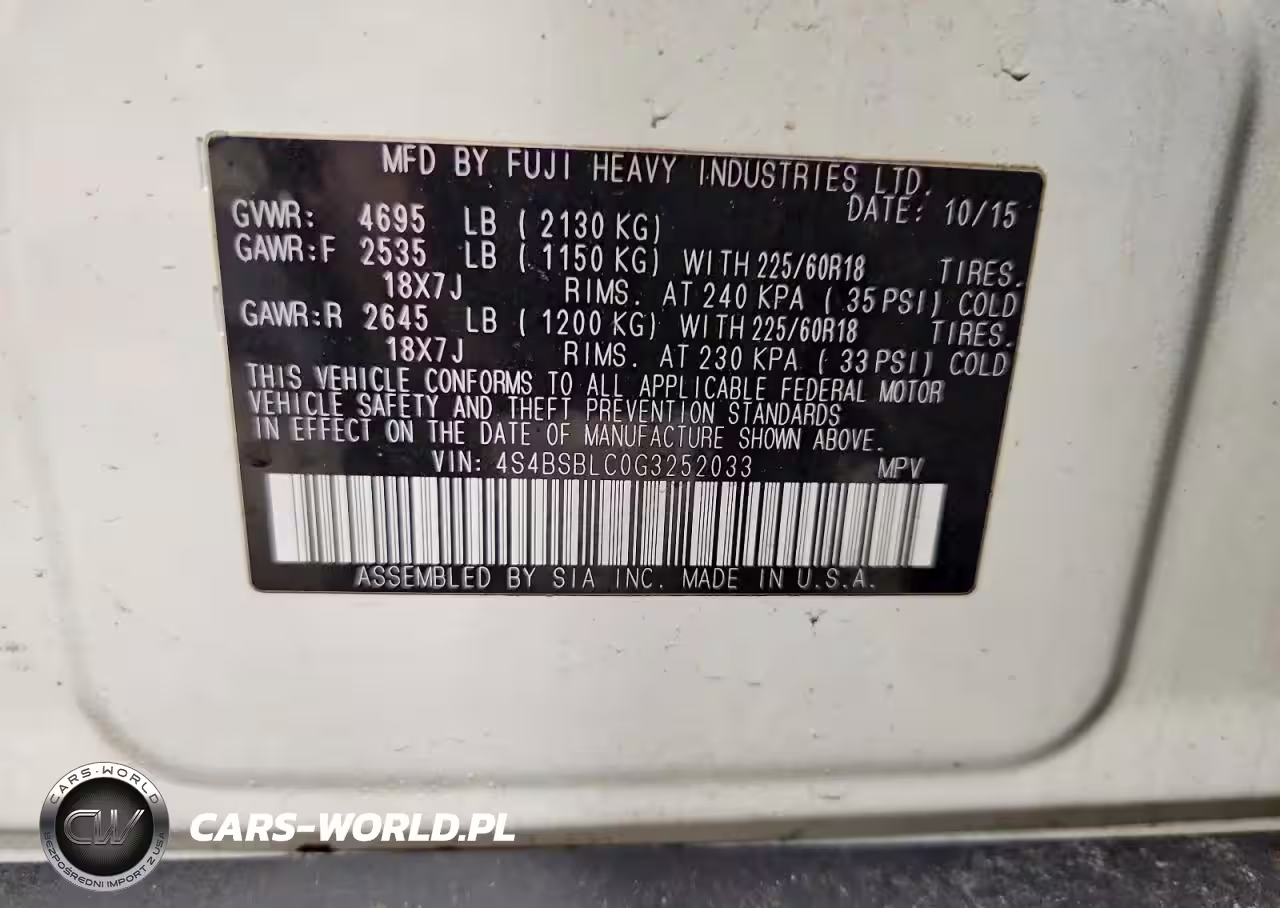 MFD BY FUJI HEAVY INDUSTRIES LTD.
DATE: 10/15
GVWR: 4695 LB ( 2130 KG)
GAWR:F 2535 LB ( 1150 KG) WITH 225/60R18 TIRES.
18X7J RIMS. AT 240 KPA ( 35 PSI) COLD
GAWR:R 2645 LB ( 1200 KG) WITH 225/60R18 TIRES.
18X7J RIMS. AT 230 KPA ( 33 PSI) COLD
THIS VEHICLE CONFORMS TO ALL APPLICABLE FEDERAL MOTOR
VEHICLE SAFETY AND THEFT PREVENTION STANDARDS
IN EFFECT ON THE DATE OF MANUFACTURE SHOWN ABOVE.
VIN: 4S4BSBLC0G3252033 MPV
ASSEMBLED BY SIA INC. MADE IN U.S.A.
CARS-WORLD
CW
BEZPOŚREDNI IMPORT Z USA
CARS-WORLD.PL